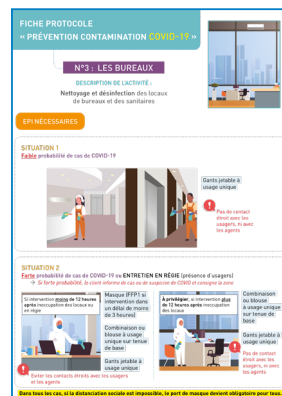 FICHE PROTOCOLE
« PRÉVENTION CONTAMINATION COVID-19 »
N°3 : LES BUREAUX
DESCRIPTION DE L'ACTIVITÉ :
Nettoyage et désinfection des locaux
de bureaux et des sanitaires
EPI NÉCESSAIRES
SITUATION 1
Faible probabilité de cas de COVID-19
Gants jetable à
usage unique
Pas de contact
étroit avec les
usagers, ni avec
les agents
SITUATION 2
Forte probabilité de cas de COVID-19 ou ENTRETIEN EN RÉGIE (présence d'usagers)
→ Si forte probabilité, le client informe de cas ou de suspicion de COVID et consigne la zone
Si intervention moins de 12 heures
après inoccupation des locaux ou
en régie
Masque (FFP1 si
intervention dans
un délai de moins
de 3 heures)
Combinaison ou
blouse à usage
unique sur tenue
de base
Gants jetable à
usage unique
Eviter les contacts étroits avec les usagers
et les agents
À privilégier, si intervention plus
de 12 heures après inoccupation
des locaux
Combinaison
ou blouse
à usage unique
sur tenue de
base
Gants jetable à
usage unique
Pas de contact
étroit avec les
usagers, ni avec
les agents
Dans tous les cas, si la distanciation sociale est impossible, le port de masque devient obligatoire pour tous.